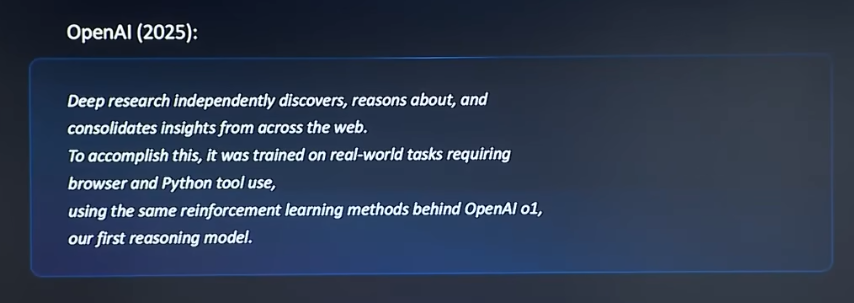 OpenAI (2025):
Deep research independently discovers, reasons about, and
consolidates insights from across the web.
To accomplish this, it was trained on real-world tasks requiring
browser and Python tool use,
using the same reinforcement learning methods behind OpenAI o1,
our first reasoning model.